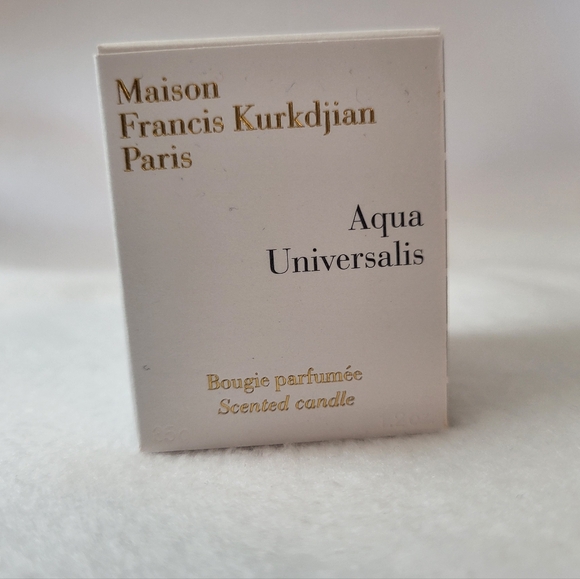 Maison
Francis Kurkdjian
Paris
Aqua
Universalis
Bougie parfumée
Scented candle